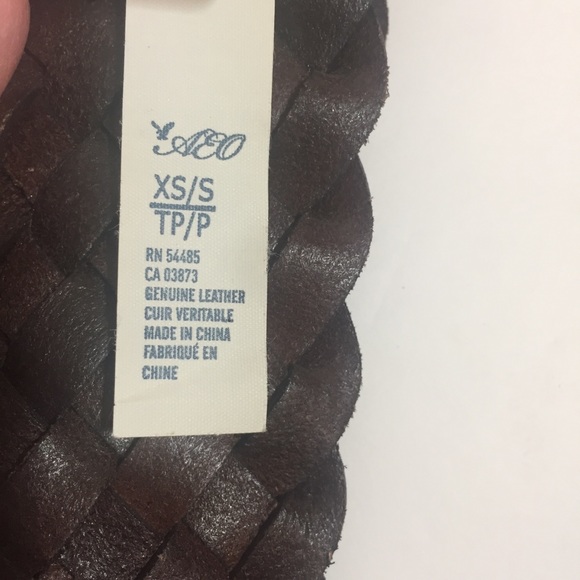 AEO
XS/S
TP/P
RN 54485
CA 03873
GENUINE LEATHER
CUIR VERITABLE
MADE IN CHINA
FABRIQUÉ EN
CHINE